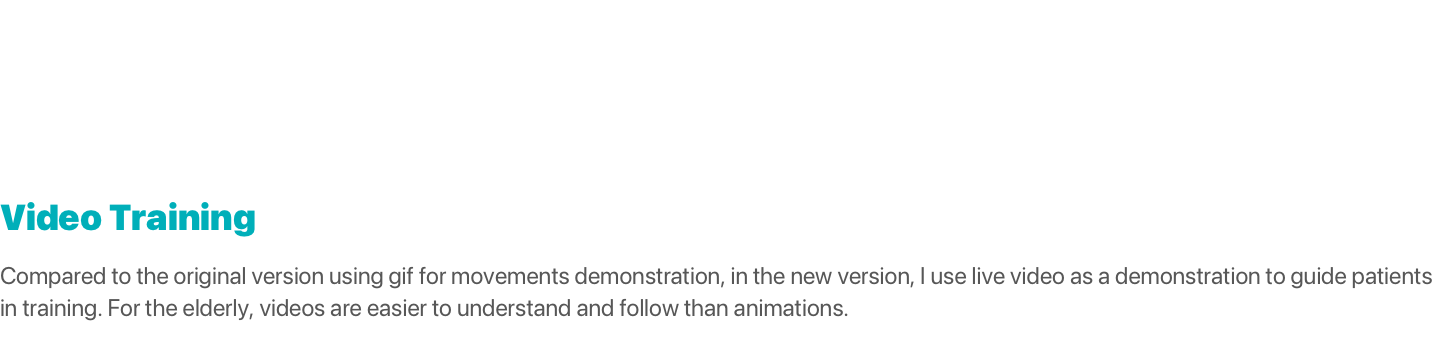 Video Training
Compared to the original version using gif for movements demonstration, in the new version, I use live video as a demonstration to guide patients
in training. For the elderly, videos are easier to understand and follow than animations.